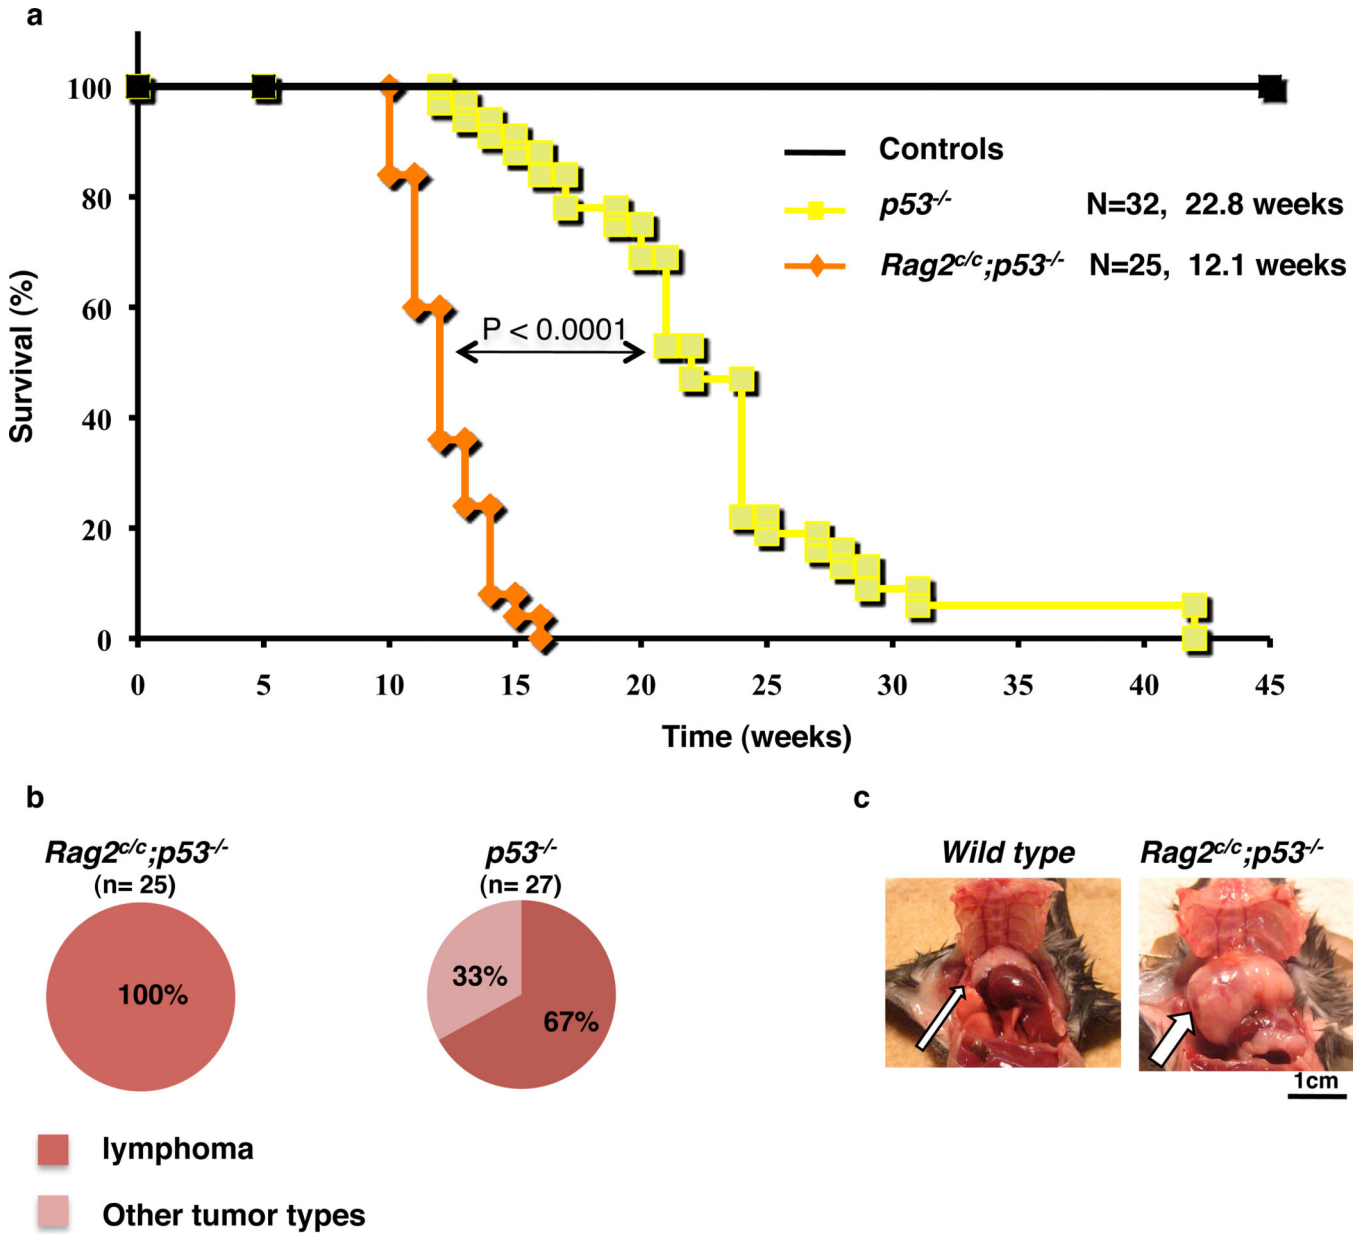 a
100
80
60
40
20
0
Survival (%)
0 5 10 15 20 25 30 35 40 45
Time (weeks)
Controls
p53-/- N=32, 22.8 weeks
Rag2c/c;p53-/- N=25, 12.1 weeks
P < 0.0001
b
Rag2c/c;p53-/-
(n= 25)
100%
p53-/-
(n= 27)
33%
67%
lymphoma
Other tumor types
c
Wild type
Rag2c/c;p53-/-
1cm